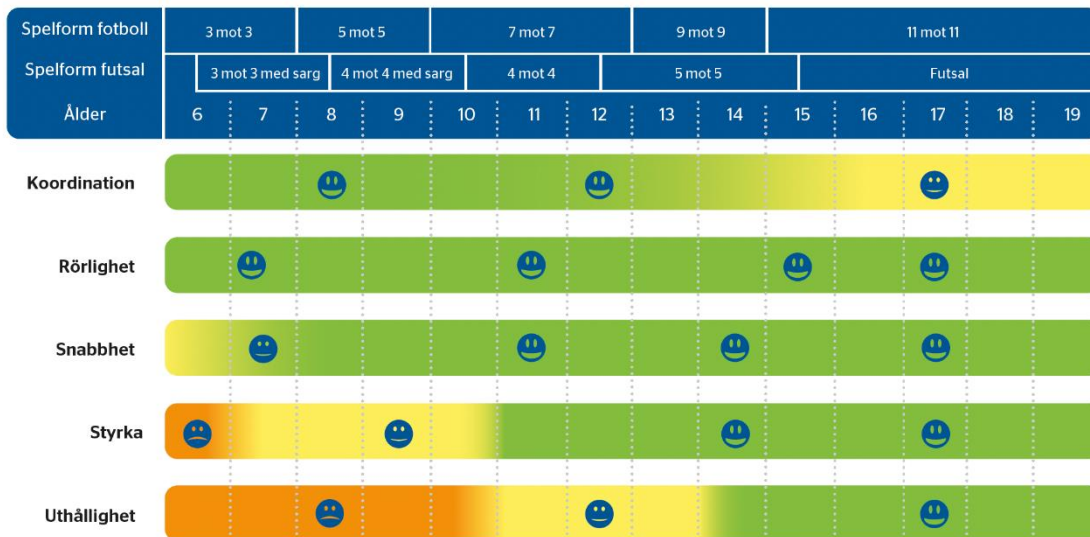 Spelform fotboll 3 mot 3 5 mot 5 7 mot 7 9 mot 9 11 mot 11
Spelform futsal 3 mot 3 med sarg 4 mot 4 med sarg 4 mot 4 5 mot 5 Futsal
Ålder 6 7 8 9 10 11 12 13 14 15 16 17 18 19
Koordination
Rörlighet
Snabbhet
Styrka
Uthållighet